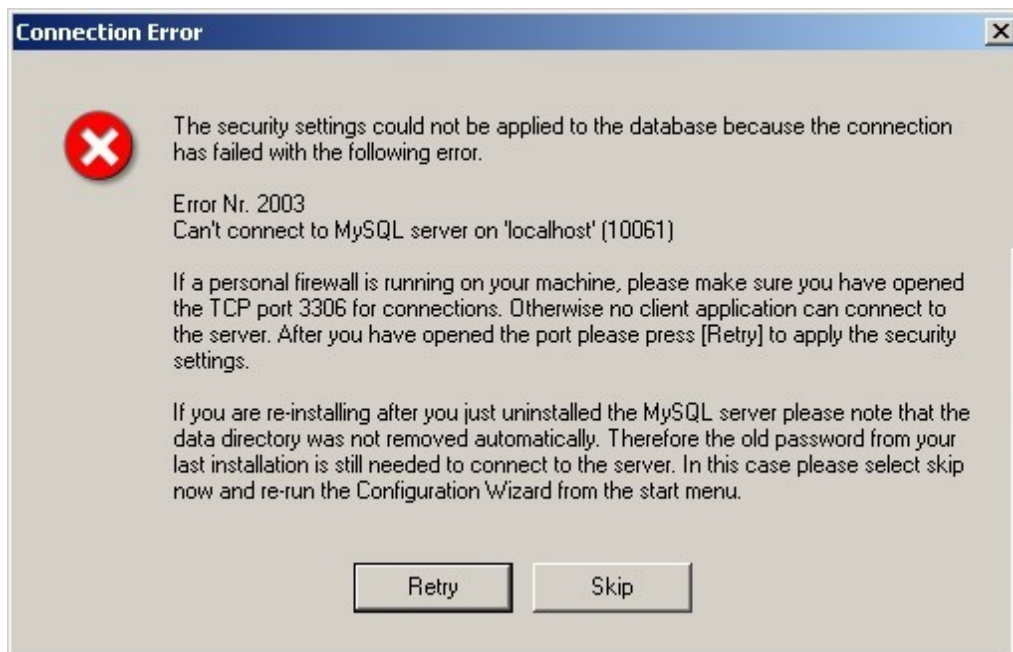 Connection Error
The security settings could not be applied to the database because the connection
has failed with the following error.
Error Nr. 2003
Can't connect to MySQL server on 'localhost' (10061)
If a personal firewall is running on your machine, please make sure you have opened
the TCP port 3306 for connections. Otherwise no client application can connect to
the server. After you have opened the port please press [Retry] to apply the security
settings.
If you are re-installing after you just uninstalled the MySQL server please note that the
data directory was not removed automatically. Therefore the old password from your
last installation is still needed to connect to the server. In this case please select skip
now and re-run the Configuration Wizard from the start menu.
Retry
Skip